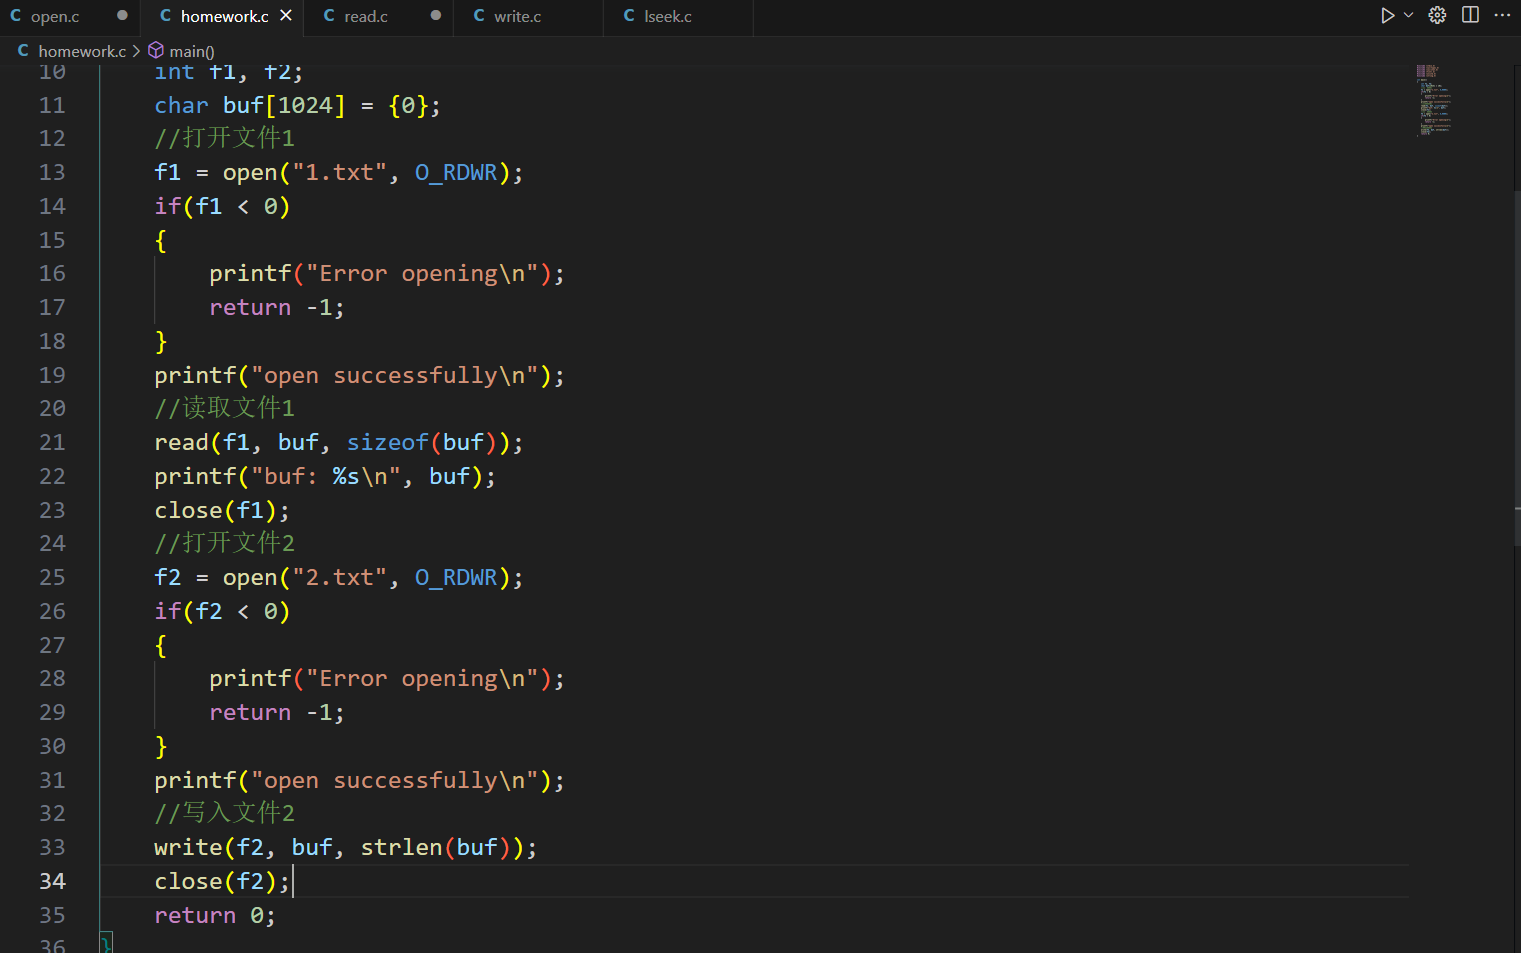 open.c homework.c read.c write.c lseek.c
homework.c > main()
10 int f1, f2;
11 char buf[1024] = {0};
12 //打开文件1
13 f1 = open("1.txt", O_RDWR);
14 if(f1 < 0)
15 {
16 printf("Error opening\n");
17 return -1;
18 }
19 printf("open successfully\n");
20 //读取文件1
21 read(f1, buf, sizeof(buf));
22 printf("buf: %s\n", buf);
23 close(f1);
24 //打开文件2
25 f2 = open("2.txt", O_RDWR);
26 if(f2 < 0)
27 {
28 printf("Error opening\n");
29 return -1;
30 }
31 printf("open successfully\n");
32 //写入文件2
33 write(f2, buf, strlen(buf));
34 close(f2);
35 return 0;
36 }